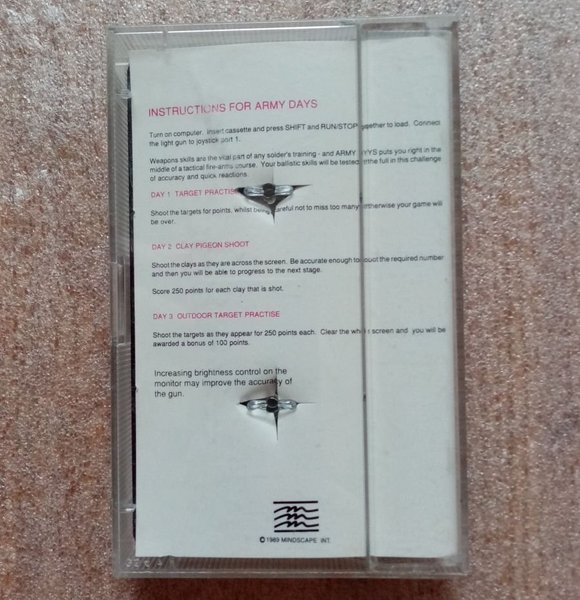 INSTRUCTIONS FOR ARMY DAYS
Turn on computer, insert cassette and press SHIFT and RUN/STOP together to load. Connect
the light gun to joystick port 1.
Weapons skills are the vital part of any solder's training - and ARMY DAYYS puts you right in the
middle of a tactical fire-arms course. Your ballistic skills will be tested to the full in this challenge
of accuracy and quick reactions.
DAY 1 TARGET PRACTISE
Shoot the targets for points, whilst being careful not to miss too many otherwise your game will
be over.
DAY 2 CLAY PIGEON SHOOT
Shoot the clays as they are across the screen. Be accurate enough to the required number
and then you will be able to progress to the next stage.
Score 250 points for each clay that is shot.
DAY 3 OUTDOOR TARGET PRACTISE
Shoot the targets as they appear for 250 points each. Clear the whole screen and you will be
awarded a bonus of 100 points.
Increasing brightness control on the
monitor may improve the accuracy of
the gun.
© 1989 MINDSCAPE INT.